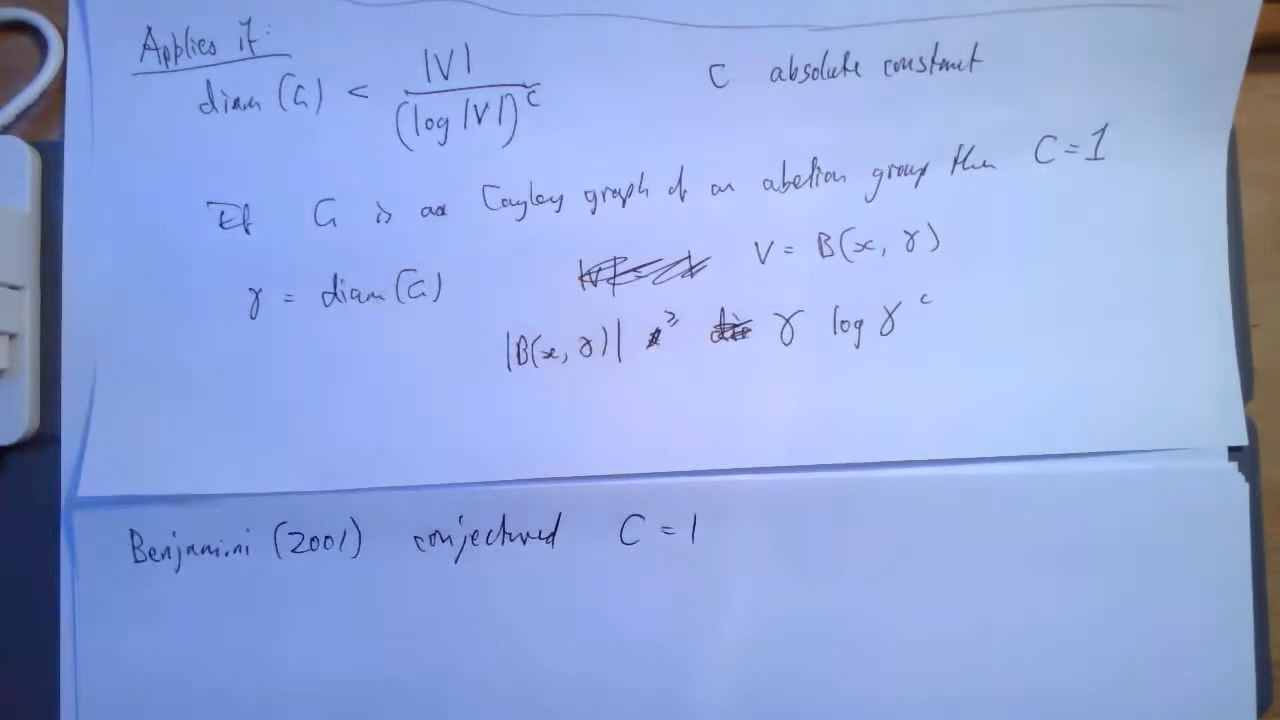 Applies if:
diam (G) < |V| / (log |V|)^C C absolute constant
If G is a Cayley graph of an abelian group then C = 1
γ = diam (G) V = B(x, γ)
|B(x, γ)| ≥ γ log γ^c
Benjamini (2001) conjectured C = 1